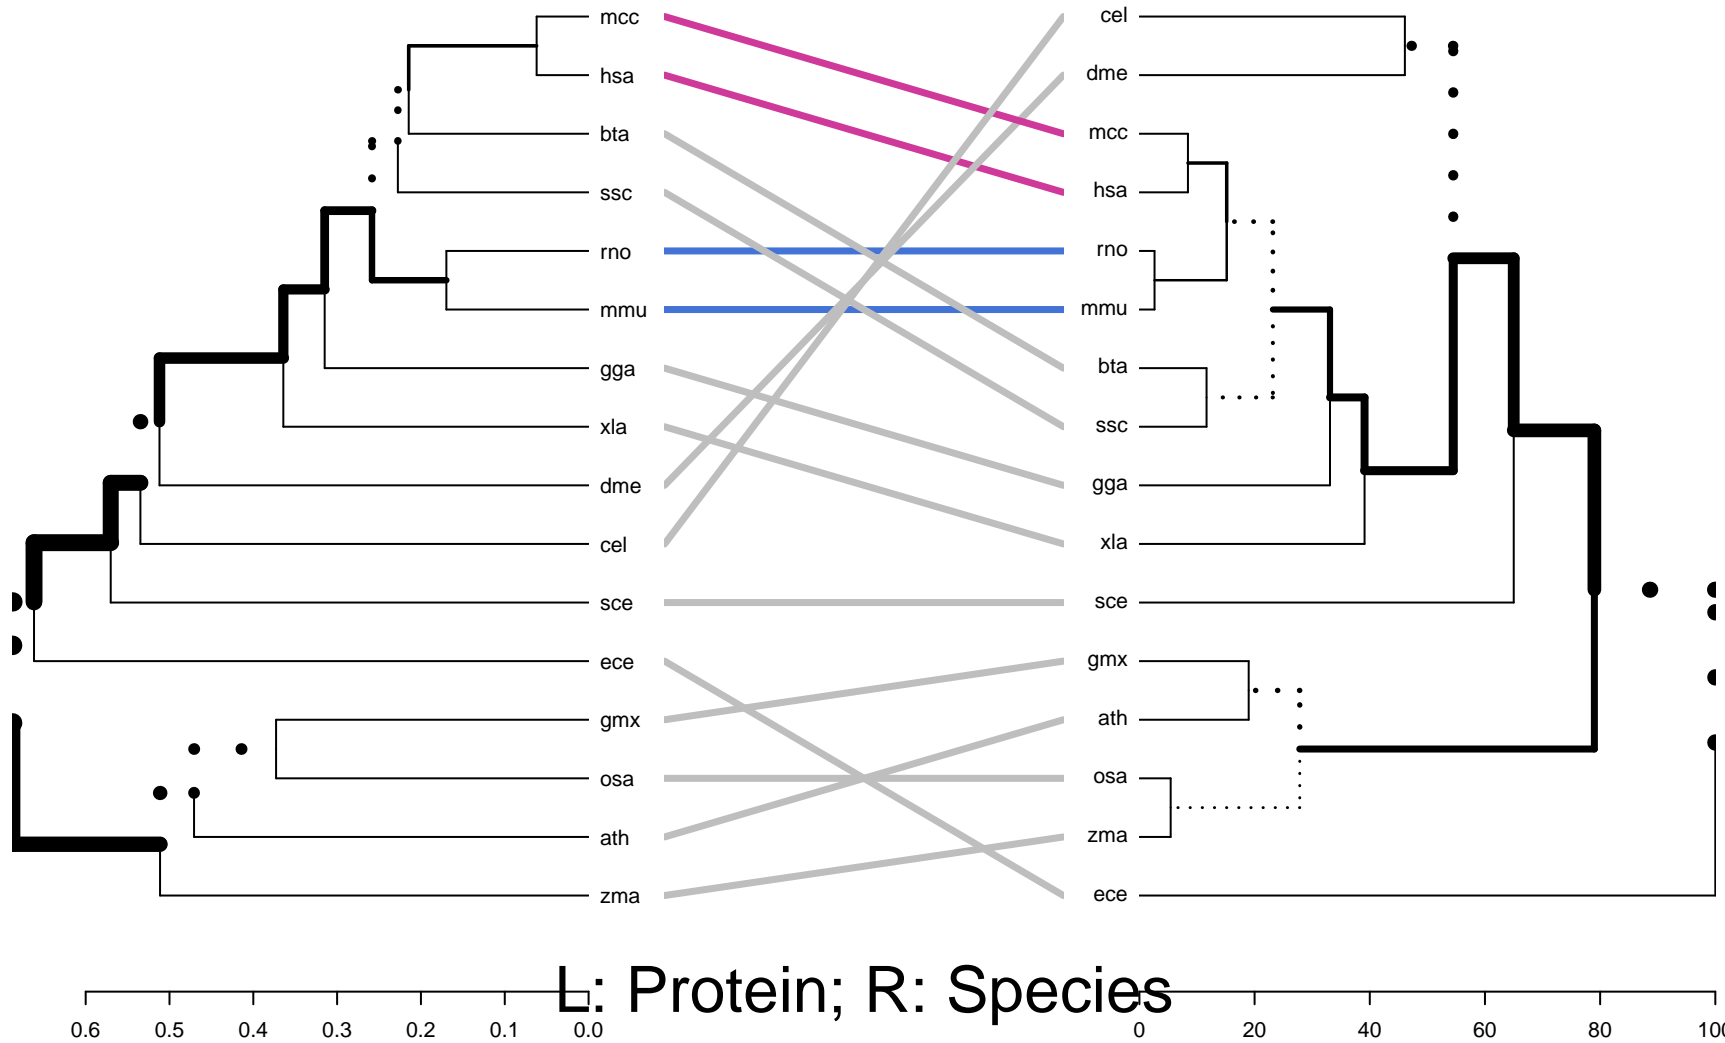 mcc cel
hsa dme
bta mcc
ssc hsa
rno rno
mmu mmu
gga bta
xla ssc
dme gga
cel xla
sce sce
ece gmx
gmx ath
osa osa
ath zma
zma ece
L: Protein; R: Species
0.6 0.5 0.4 0.3 0.2 0.1 0.0 0 20 40 60 80 100